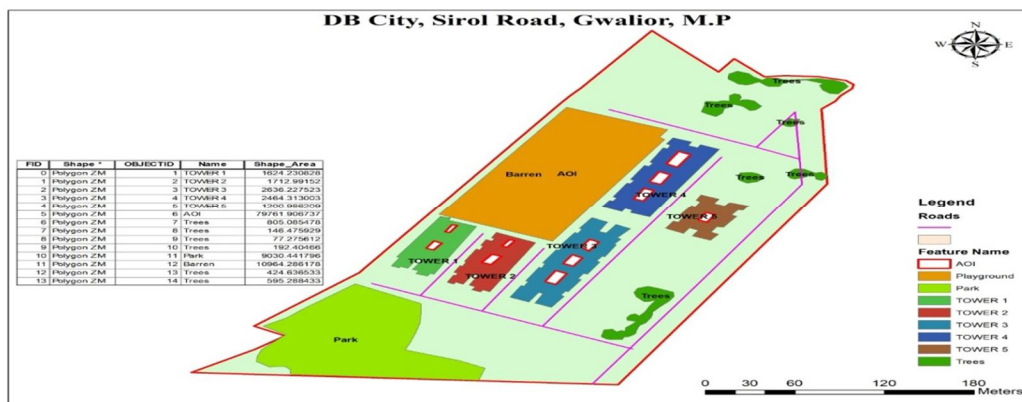 DB City, Sirol Road, Gwalior, M.P
N
W E
S
Trees
Trees
Trees
Trees
Trees
Barren AOI
TOWER 4
TOWER 5
TOWER 3
TOWER 1
TOWER 2
Trees
Park
FID Shape * OBJECTID Name Shape_Area
0 Polygon ZM 1 TOWER 1 1624.230828
1 Polygon ZM 2 TOWER 2 1712.99152
2 Polygon ZM 3 TOWER 3 2636.227523
3 Polygon ZM 4 TOWER 4 2464.313003
4 Polygon ZM 5 TOWER 5
5 Polygon ZM 6 AOI 79761.906737
6 Polygon ZM 7 Trees 805.085478
7 Polygon ZM 8 Trees 146.475929
8 Polygon ZM 9 Trees 77.275612
9 Polygon ZM 10 Trees 192.40466
10 Polygon ZM 11 Park 9030.441796
11 Polygon ZM 12 Barren 10964.286178
12 Polygon ZM 13 Trees 424.636533
13 Polygon ZM 14 Trees 595.288433
Legend
Roads
Feature Name
AOI
Playground
Park
TOWER 1
TOWER 2
TOWER 3
TOWER 4
TOWER 5
Trees
0 30 60 120 180
Meters